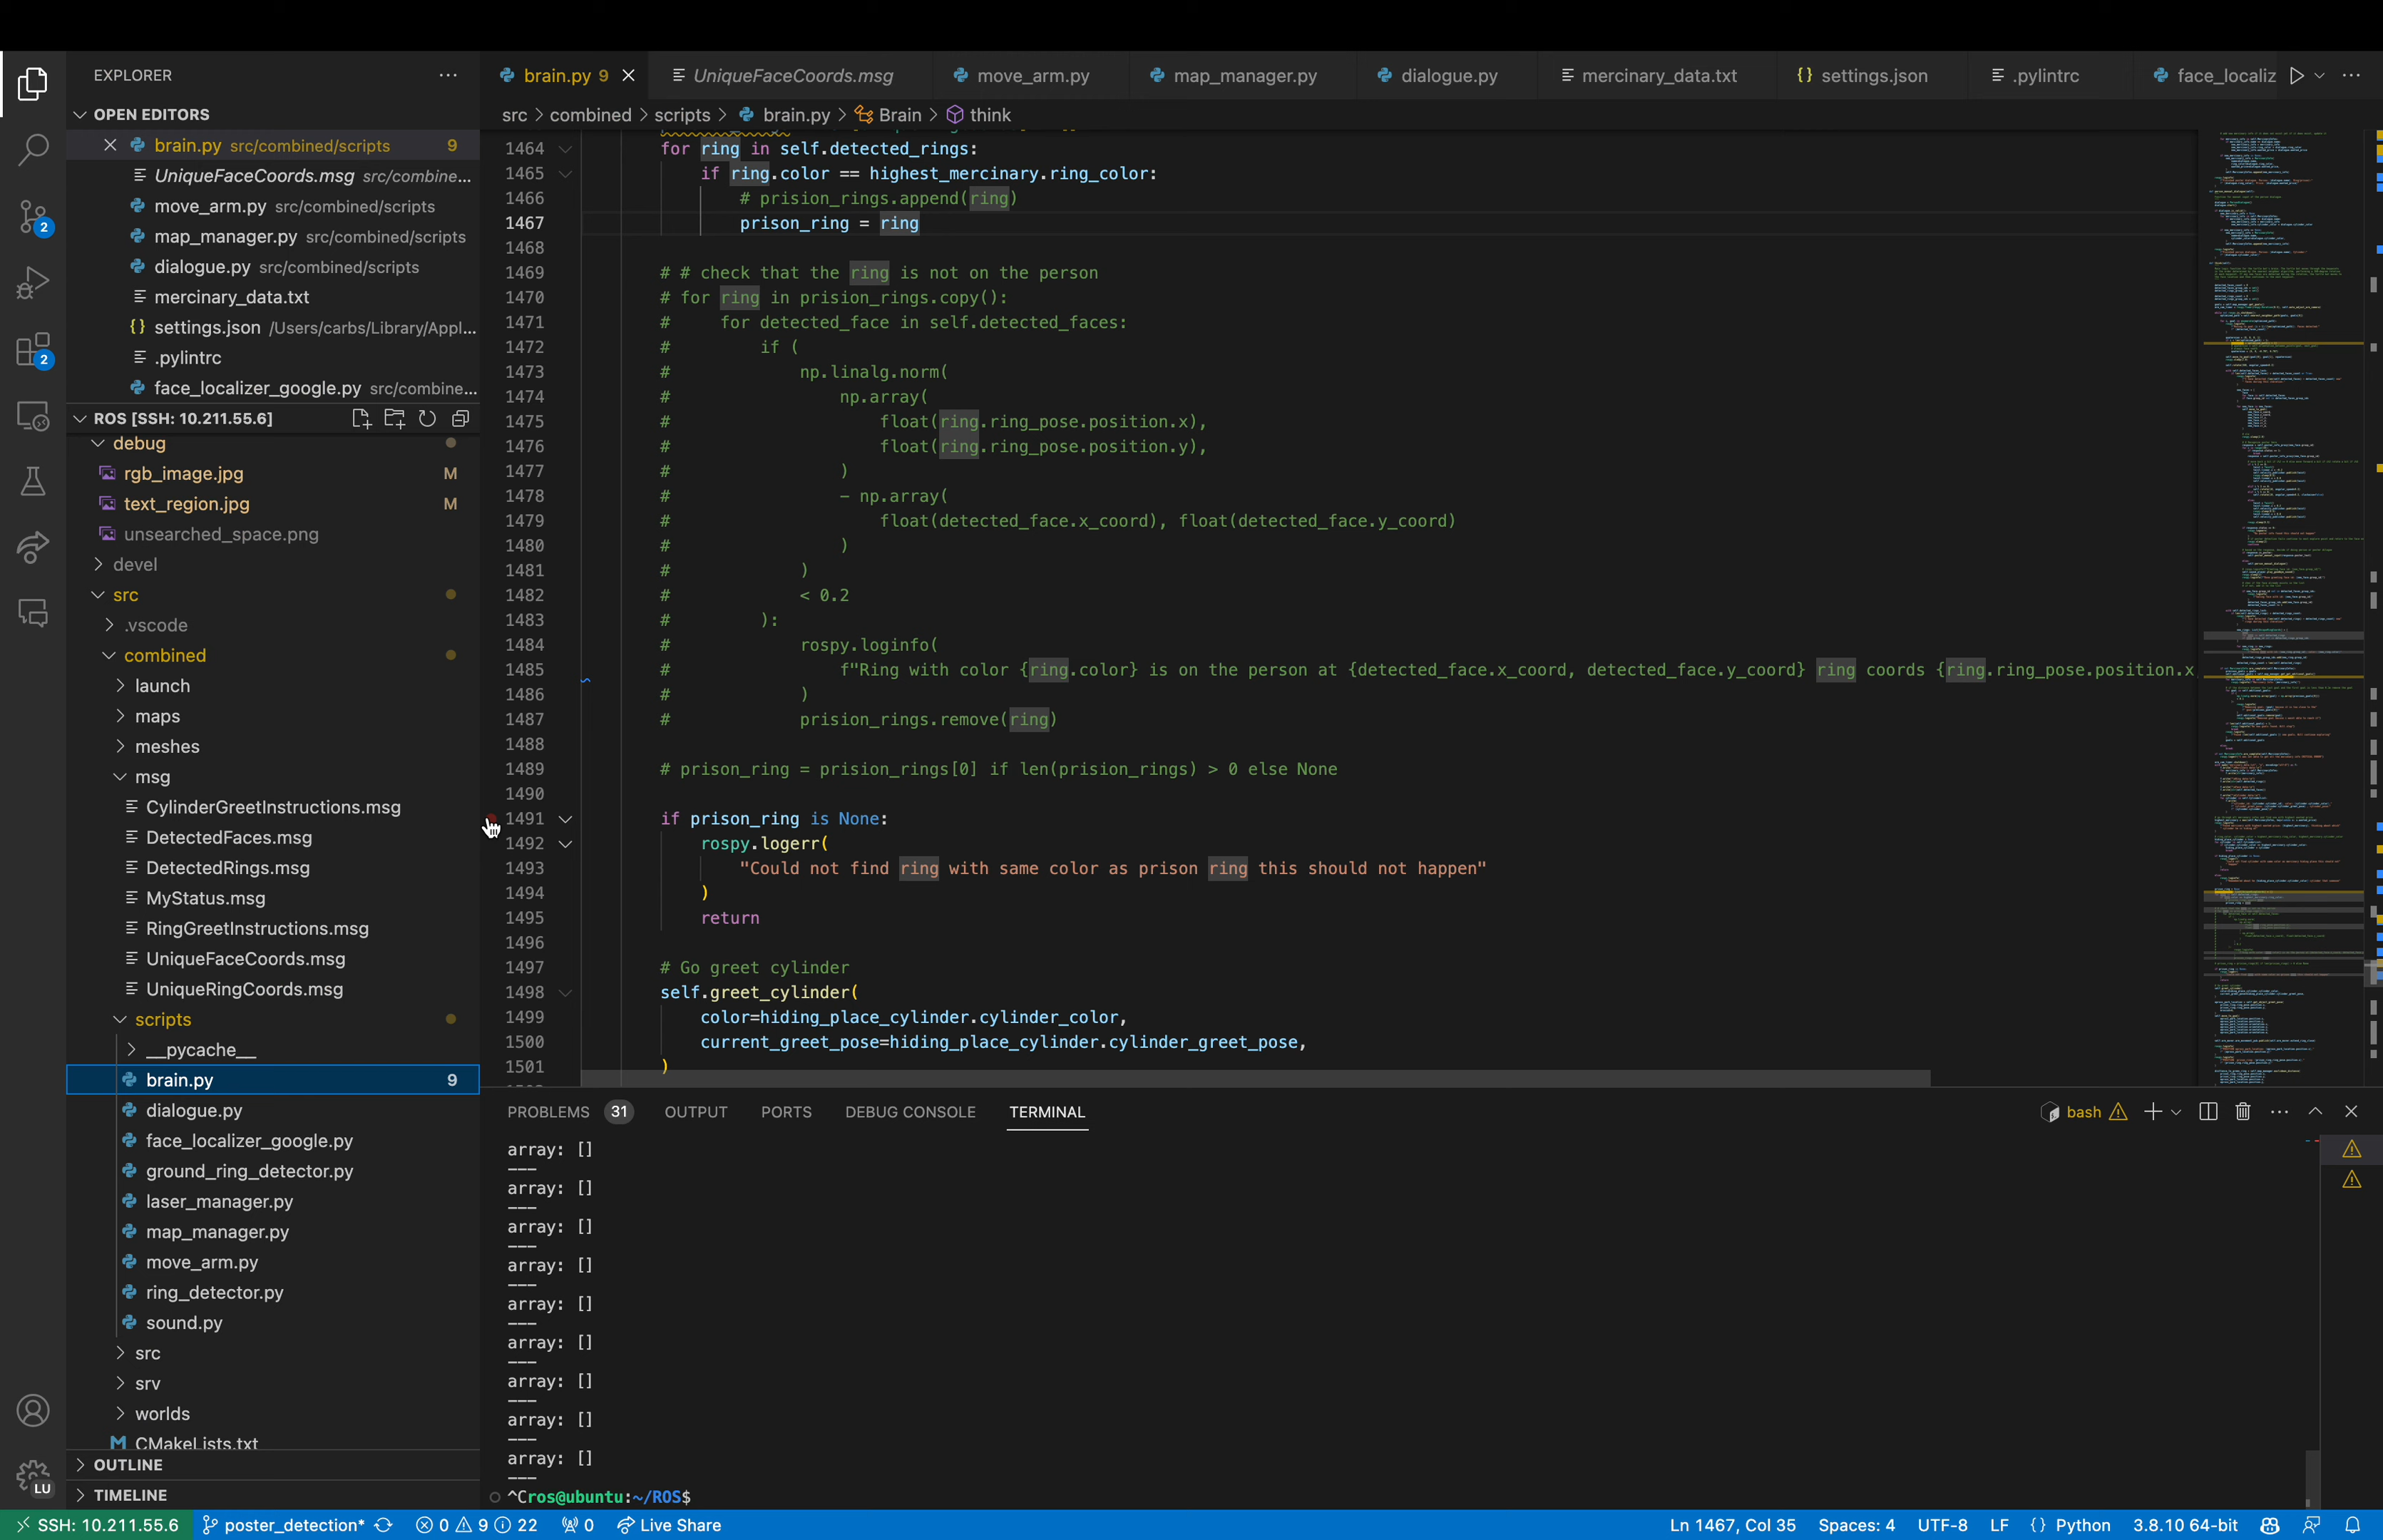 EXPLORER
OPEN EDITORS
brain.py src/combined/scripts 9
UniqueFaceCoords.msg src/combine...
move_arm.py src/combined/scripts
map_manager.py src/combined/scripts
dialogue.py src/combined/scripts
mercinary_data.txt
{} settings.json /Users/carbs/Library/Appl...
.pylintrc
face_localizer_google.py src/combine...
ROS [SSH: 10.211.55.6]
debug
rgb_image.jpg M
text_region.jpg M
unsearched_space.png
devel
src
.vscode
combined
launch
maps
meshes
msg
CylinderGreetInstructions.msg
DetectedFaces.msg
DetectedRings.msg
MyStatus.msg
RingGreetInstructions.msg
UniqueFaceCoords.msg
UniqueRingCoords.msg
scripts
__pycache__
brain.py 9
dialogue.py
face_localizer_google.py
ground_ring_detector.py
laser_manager.py
map_manager.py
move_arm.py
ring_detector.py
sound.py
src
srv
worlds
CMakeLists.txt
OUTLINE
TIMELINE
2
2
LU
brain.py 9 UniqueFaceCoords.msg move_arm.py map_manager.py dialogue.py mercinary_data.txt {} settings.json .pylintrc face_localiz
src > combined > scripts > brain.py > Brain > think
1464 for ring in self.detected_rings:
1465 if ring.color == highest_mercinary.ring_color:
1466 # prision_rings.append(ring)
1467 prison_ring = ring
1468
1469 # # check that the ring is not on the person
1470 # for ring in prision_rings.copy():
1471 # for detected_face in self.detected_faces:
1472 # if (
1473 # np.linalg.norm(
1474 # np.array(
1475 # float(ring.ring_pose.position.x),
1476 # float(ring.ring_pose.position.y),
1477 # )
1478 # - np.array(
1479 # float(detected_face.x_coord), float(detected_face.y_coord)
1480 # )
1481 # )
1482 # < 0.2
1483 # ):
1484 # rospy.loginfo(
1485 # f"Ring with color {ring.color} is on the person at {detected_face.x_coord, detected_face.y_coord} ring coords {ring.ring_pose.position.x
1486 # )
1487 # prision_rings.remove(ring)
1488
1489 # prison_ring = prision_rings[0] if len(prision_rings) > 0 else None
1490
1491 if prison_ring is None:
1492 rospy.logerr(
1493 "Could not find ring with same color as prison ring this should not happen"
1494 )
1495 return
1496
1497 # Go greet cylinder
1498 self.greet_cylinder(
1499 color=hiding_place_cylinder.cylinder_color,
1500 current_greet_pose=hiding_place_cylinder.cylinder_greet_pose,
1501 )
PROBLEMS 31 OUTPUT PORTS DEBUG CONSOLE TERMINAL bash
array: []
---
array: []
---
array: []
---
array: []
---
array: []
---
array: []
---
array: []
---
array: []
---
array: []
---
^Cros@ubuntu:~/ROS$
SSH: 10.211.55.6 poster_detection* 0 9 22 0 Live Share Ln 1467, Col 35 Spaces: 4 UTF-8 LF {} Python 3.8.10 64-bit